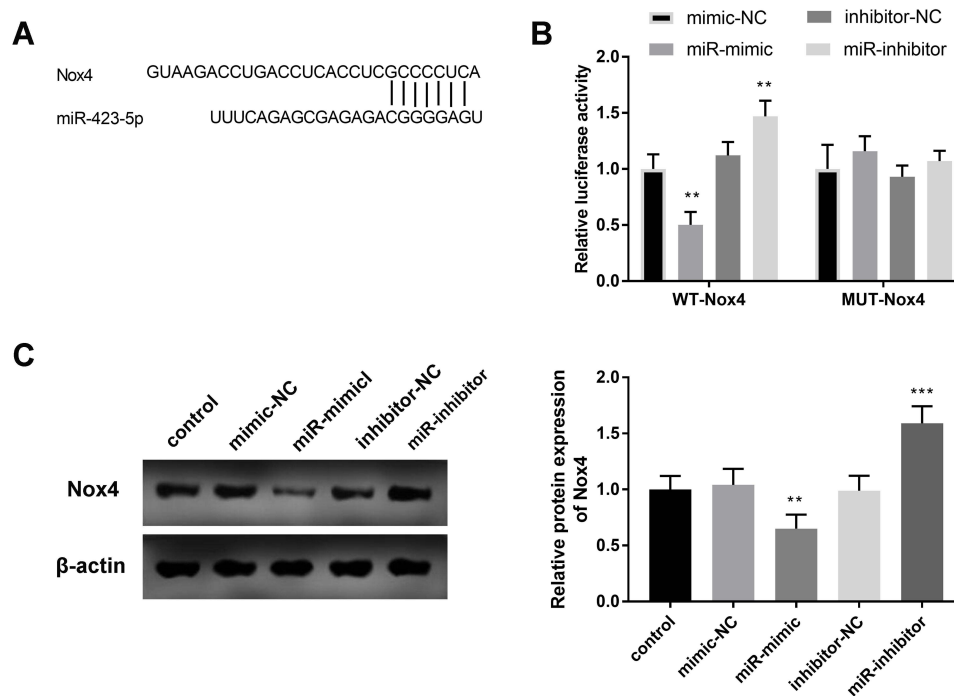 A
Nox4 GUAAGACCUGACCUCACCUCGCCCCUCA
miR-423-5p UUUCAGAGCGAGAGACGGGGAGU
B
mimic-NC inhibitor-NC
miR-mimic miR-inhibitor
Relative luciferase activity
2.0
1.5
1.0
0.5
0.0
** **
WT-Nox4 MUT-Nox4
C
control mimic-NC miR-mimicl inhibitor-NC miR-inhibitor
Nox4
β-actin
Relative protein expression
of Nox4
2.0
1.5
1.0
0.5
0.0
** ***
control mimic-NC miR-mimic inhibitor-NC miR-inhibitor